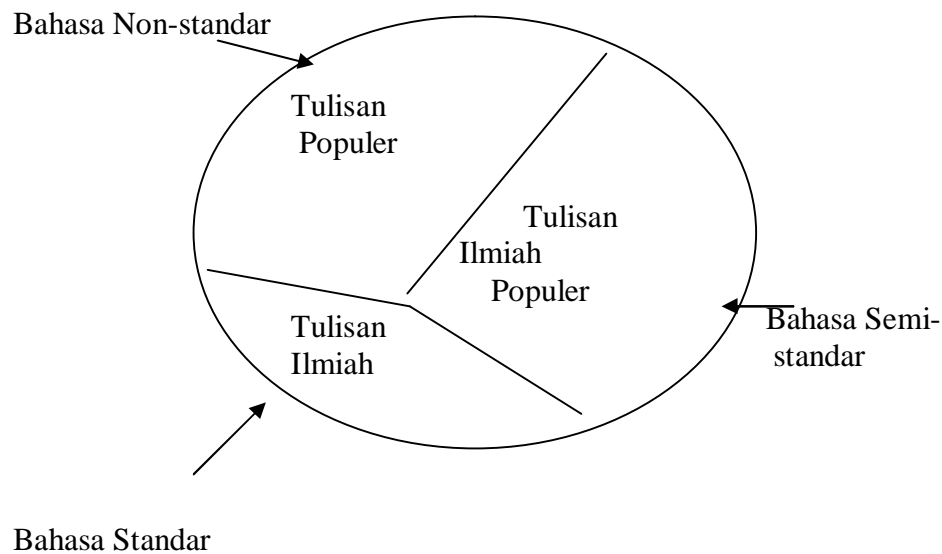 Bahasa Non-standar
Tulisan
Populer
Tulisan
Ilmiah
Populer
Bahasa Semi-
standar
Tulisan
Ilmiah
Bahasa Standar